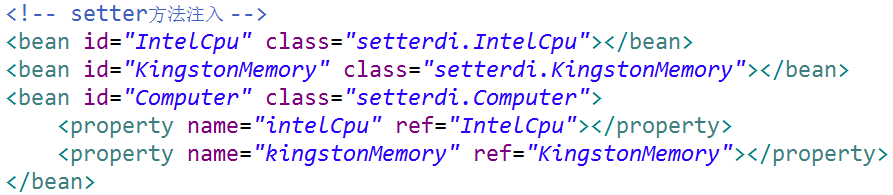 <!-- setter方法注入 -->
<bean id="IntelCpu" class="setterdi.IntelCpu"></bean>
<bean id="KingstonMemory" class="setterdi.KingstonMemory"></bean>
<bean id="Computer" class="setterdi.Computer">
    <property name="intelCpu" ref="IntelCpu"></property>
    <property name="kingstonMemory" ref="KingstonMemory"></property>
</bean>